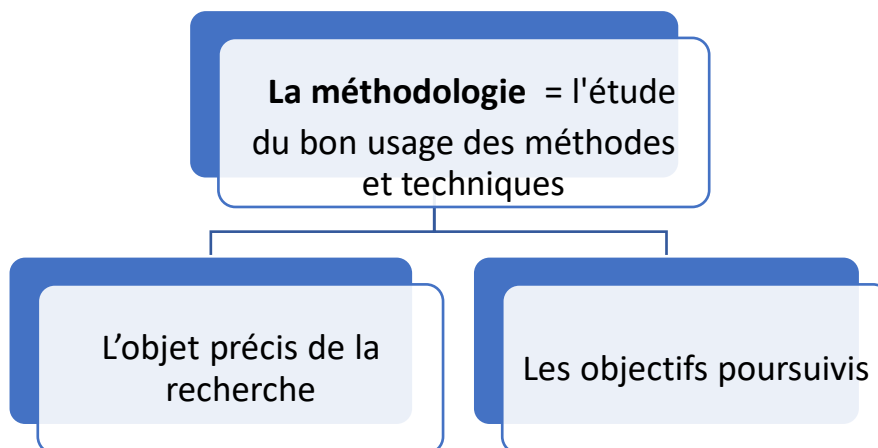 La méthodologie = l'étude
du bon usage des méthodes
et techniques
L’objet précis de la
recherche
Les objectifs poursuivis